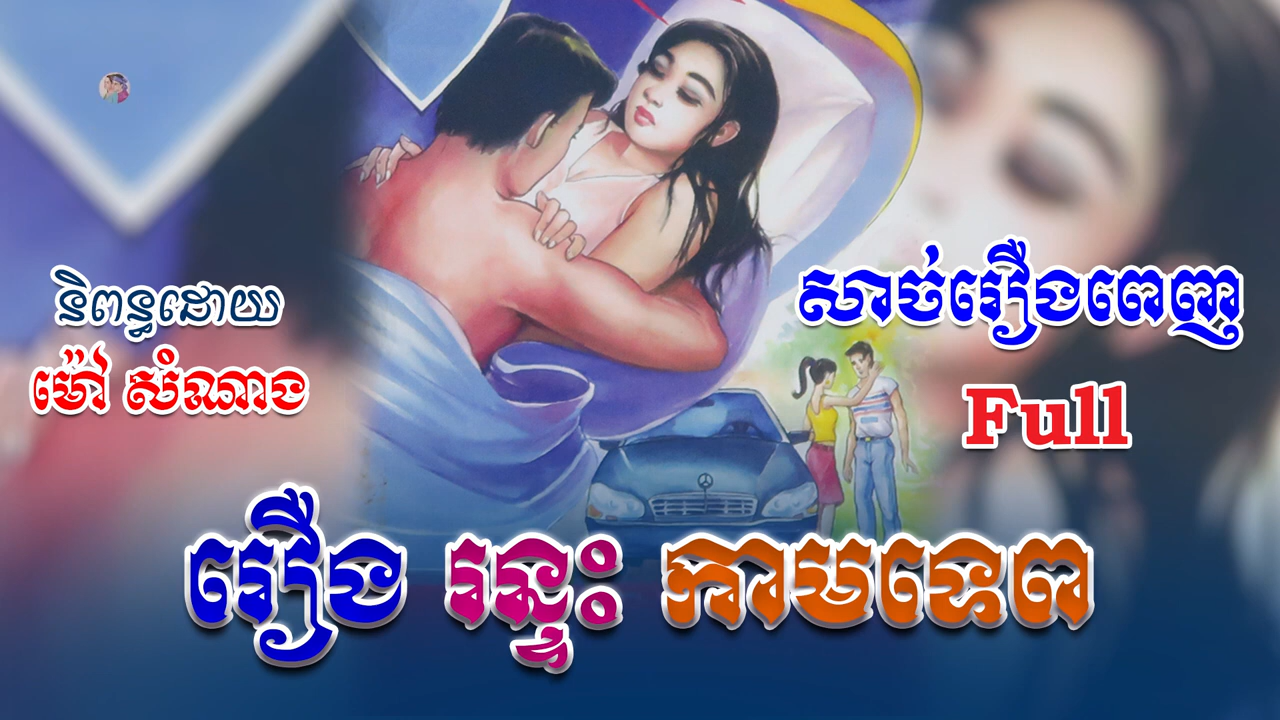 និពន្ធដោយ
ម៉ៅ សំណាង
សាច់រឿងពេញ
Full
រឿង រន្ទះ កាមទេព